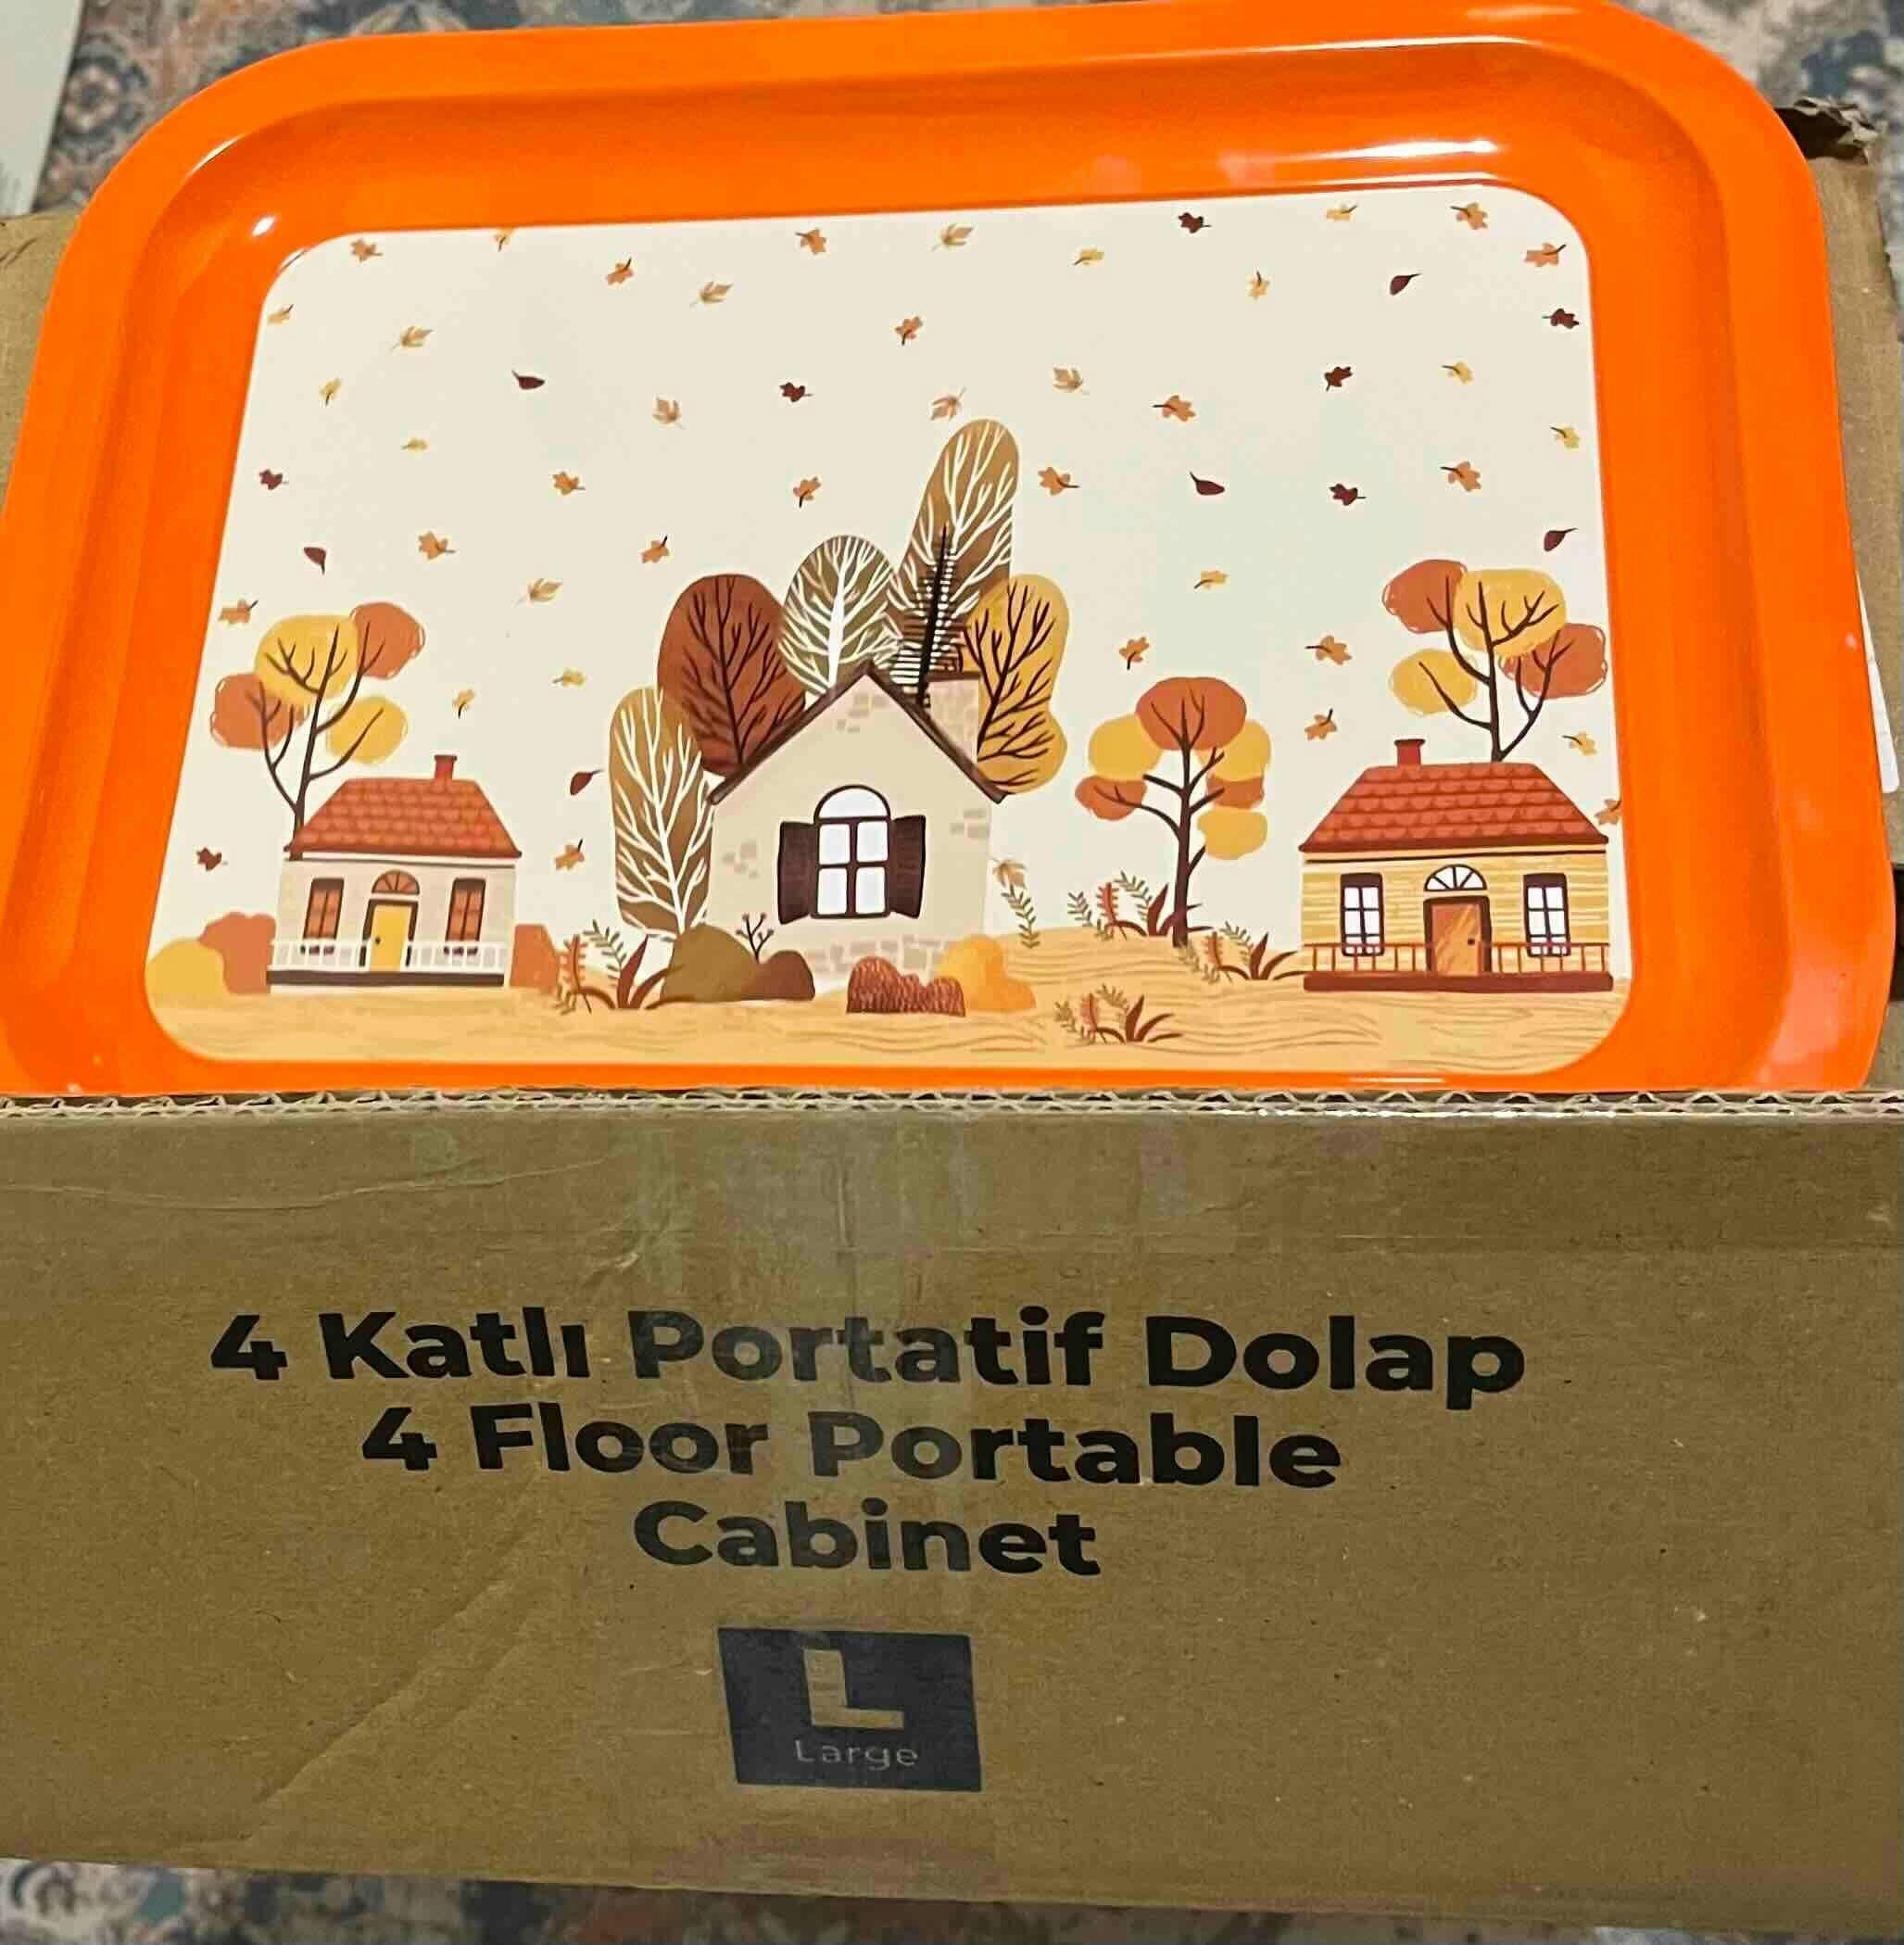 4 Katlı Portatif Dolap
4 Floor Portable
Cabinet
L
Large